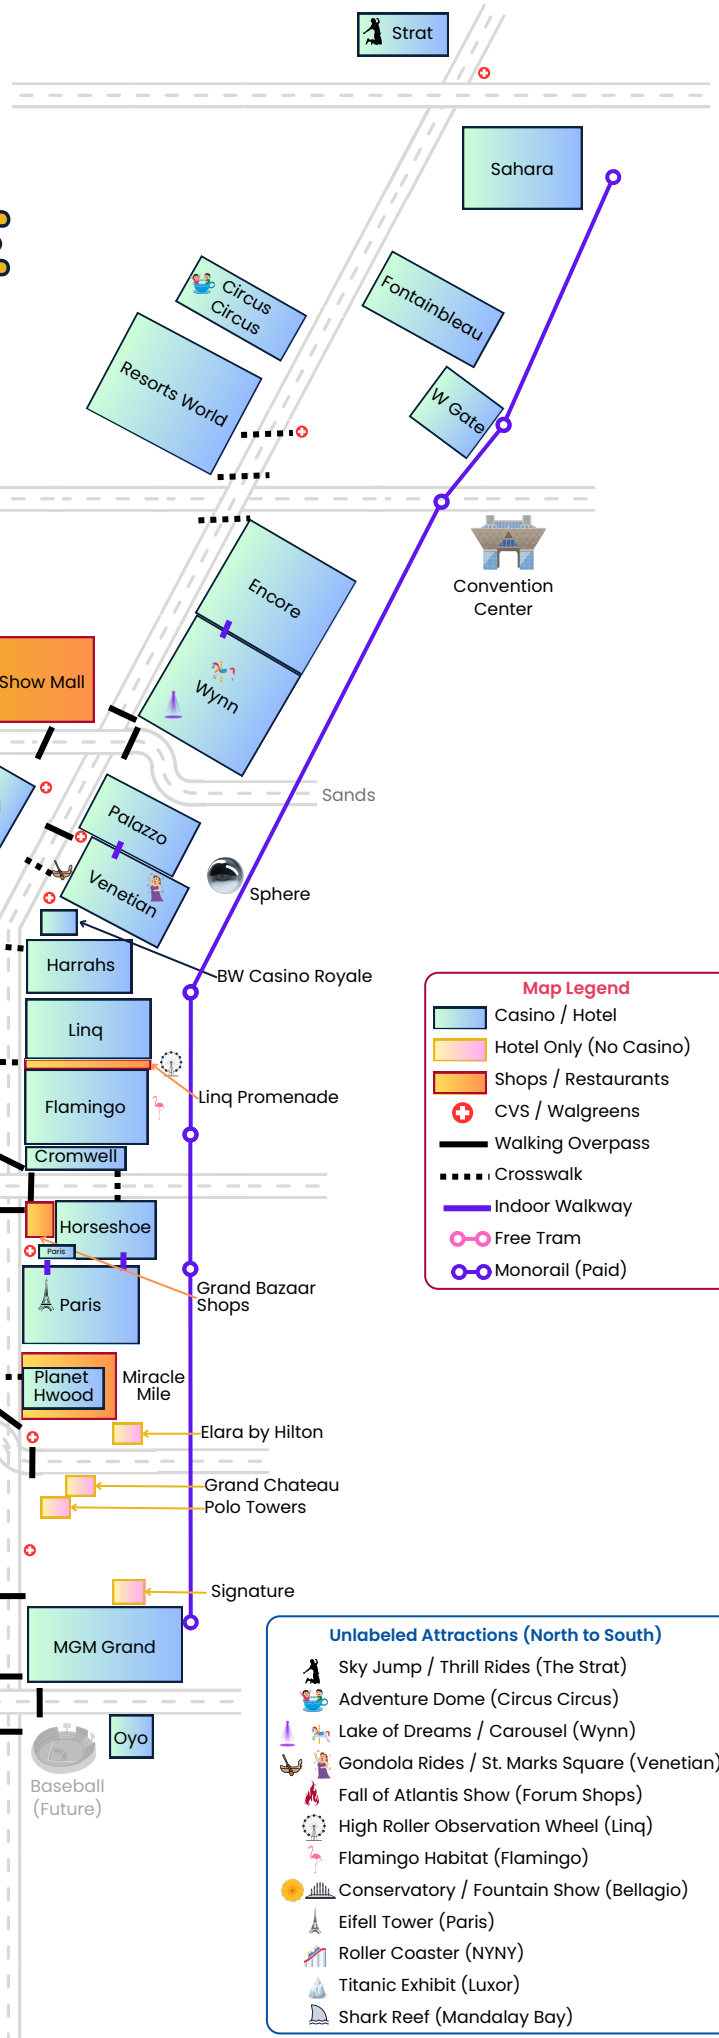 Strat
Sahara
Circus
Circus
Fontainbleau
Resorts World
W Gate
Convention
Center
Encore
Show Mall
Wynn
Sands
Palazzo
Venetian
Sphere
Harrahs
BW Casino Royale
Linq
Linq Promenade
Flamingo
Cromwell
Horseshoe
Paris
Grand Bazaar
Shops
Paris
Planet
Hwood
Miracle
Mile
Elara by Hilton
Grand Chateau
Polo Towers
Signature
MGM Grand
Oyo
Baseball
(Future)
Map Legend
Casino / Hotel
Hotel Only (No Casino)
Shops / Restaurants
CVS / Walgreens
Walking Overpass
Crosswalk
Indoor Walkway
Free Tram
Monorail (Paid)
Unlabeled Attractions (North to South)
Sky Jump / Thrill Rides (The Strat)
Adventure Dome (Circus Circus)
Lake of Dreams / Carousel (Wynn)
Gondola Rides / St. Marks Square (Venetian)
Fall of Atlantis Show (Forum Shops)
High Roller Observation Wheel (Linq)
Flamingo Habitat (Flamingo)
Conservatory / Fountain Show (Bellagio)
Eifell Tower (Paris)
Roller Coaster (NYNY)
Titanic Exhibit (Luxor)
Shark Reef (Mandalay Bay)